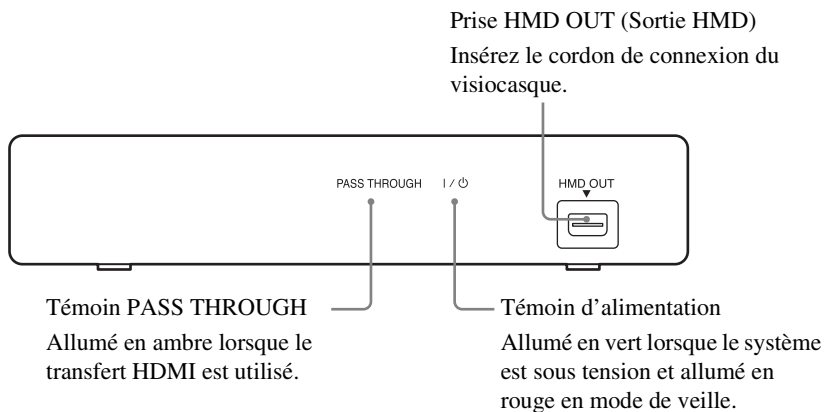 Prise HMD OUT (Sortie HMD)
Insérez le cordon de connexion du
visiocasque.
PASS THROUGH
I / ⏻
HMD OUT
Témoin PASS THROUGH
Allumé en ambre lorsque le
transfert HDMI est utilisé.
Témoin d’alimentation
Allumé en vert lorsque le système
est sous tension et allumé en
rouge en mode de veille.